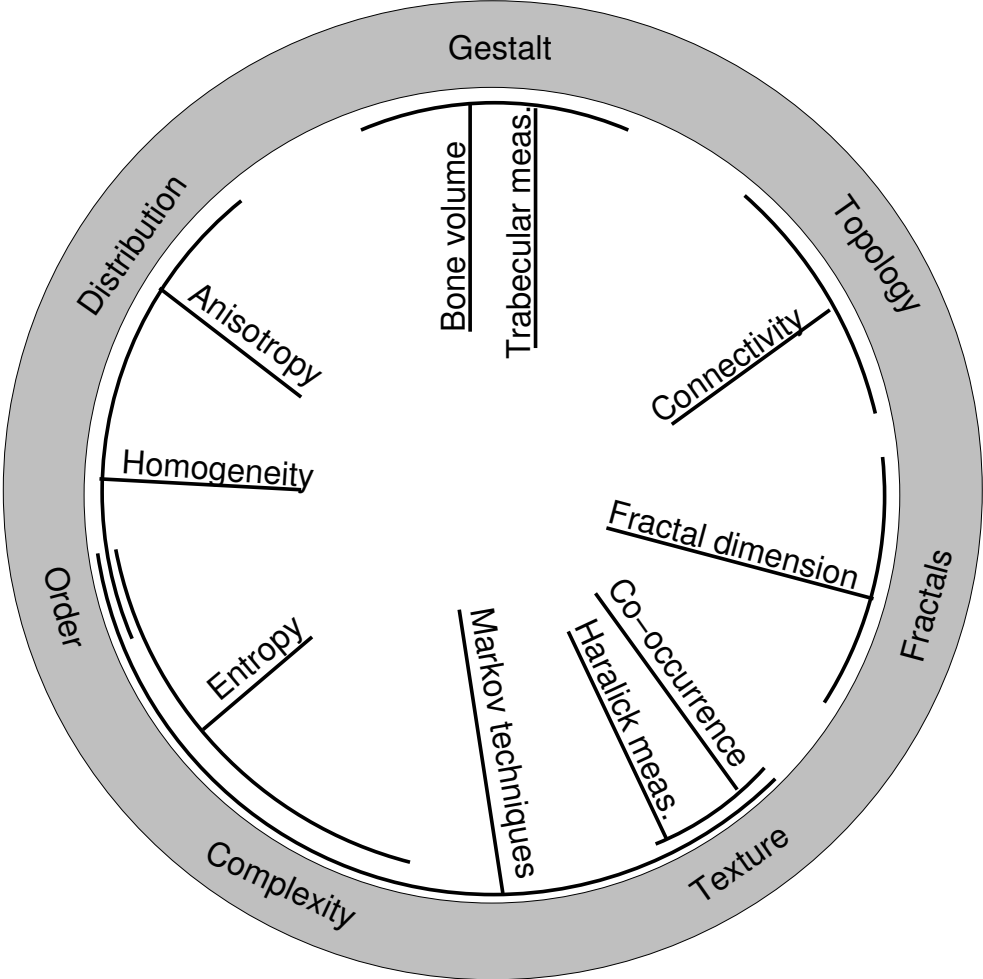 Gestalt
Topology
Fractals
Texture
Complexity
Order
Distribution
Bone volume
Trabecular meas.
Connectivity
Fractal dimension
Co−occurrence
Haralick meas.
Markov techniques
Entropy
Homogeneity
Anisotropy